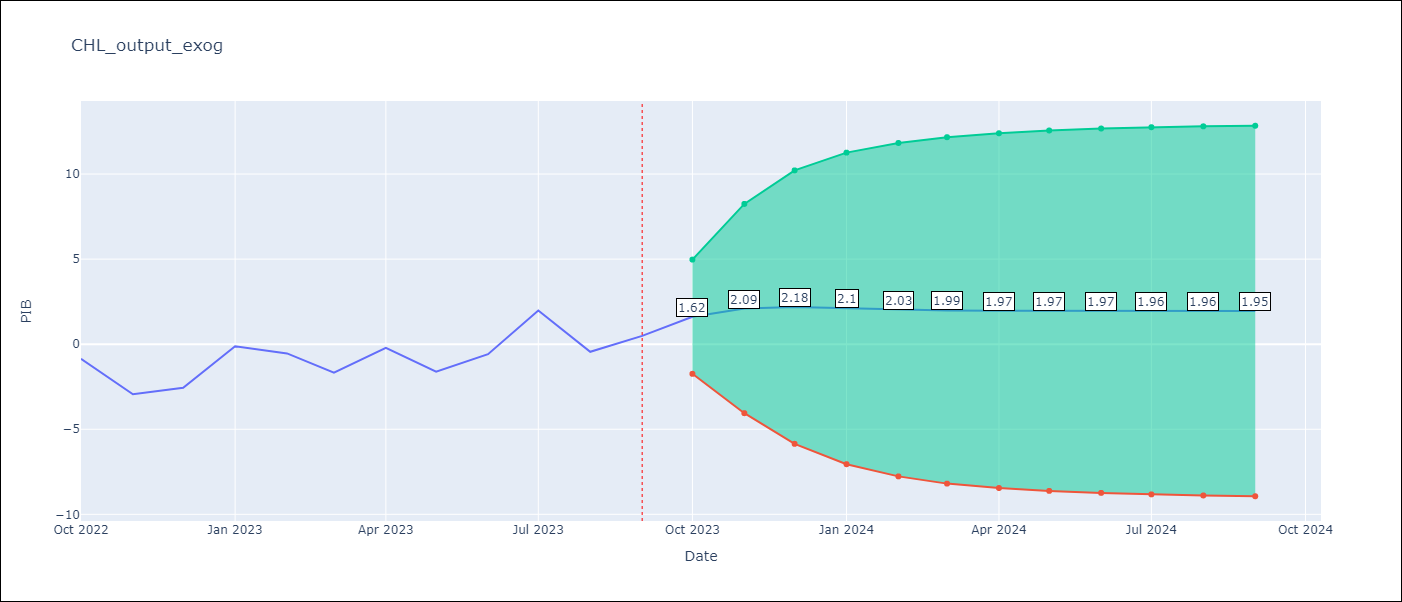 CHL_output_exog
PIB
10
5
0
−5
−10
1.62
2.09
2.18
2.1
2.03
1.99
1.97
1.97
1.97
1.96
1.96
1.95
Oct 2022
Jan 2023
Apr 2023
Jul 2023
Oct 2023
Jan 2024
Apr 2024
Jul 2024
Oct 2024
Date